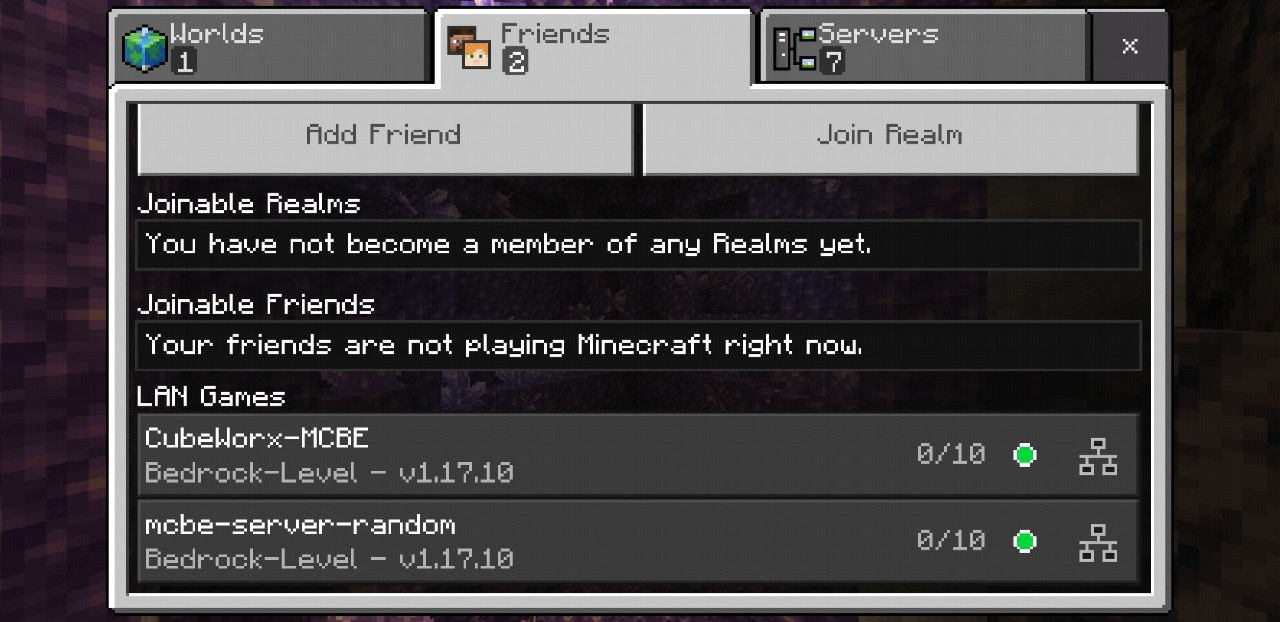 Worlds
1
Friends
2
Servers
7
Add Friend
Join Realm
Joinable Realms
You have not become a member of any Realms yet.
Joinable Friends
Your friends are not playing Minecraft right now.
LAN Games
CubeWorx-MCBE
0/10
Bedrock-Level - v1.17.10
mcbe-server-random
0/10
Bedrock-Level - v1.17.10